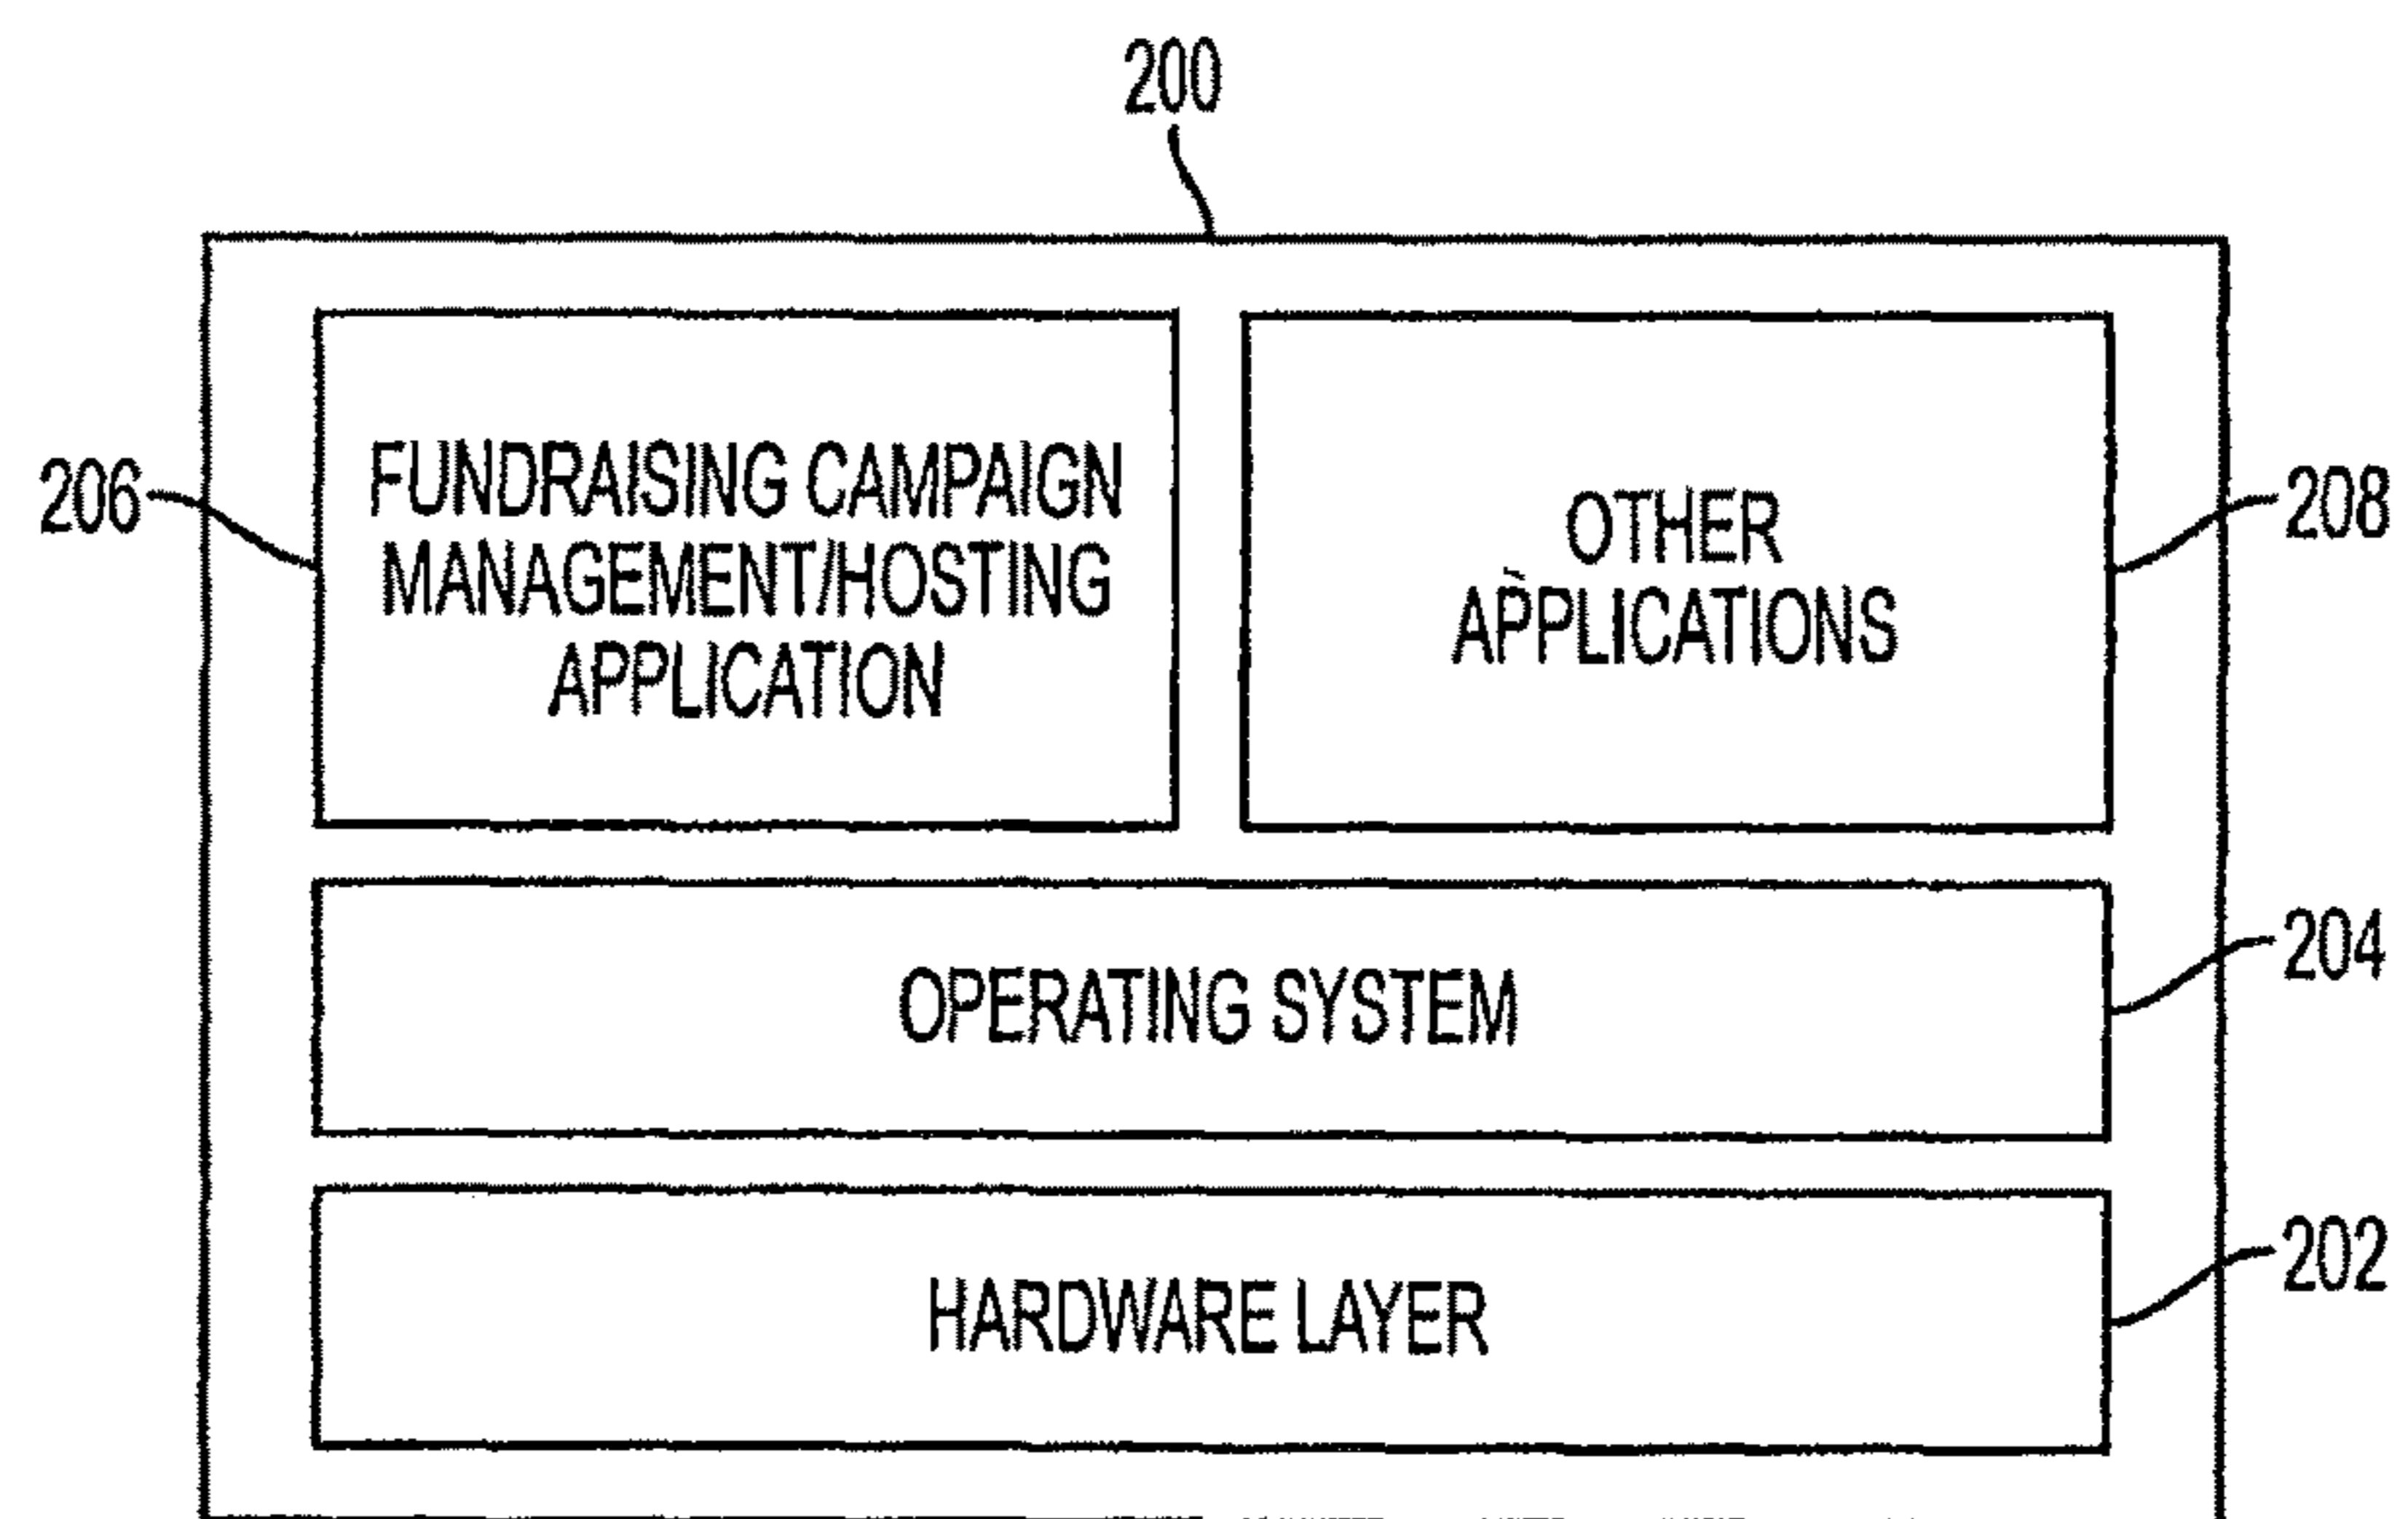 200
206
FUNDRAISING CAMPAIGN
MANAGEMENT/HOSTING
APPLICATION
OTHER
APPLICATIONS
208
OPERATING SYSTEM
204
HARDWARE LAYER
202